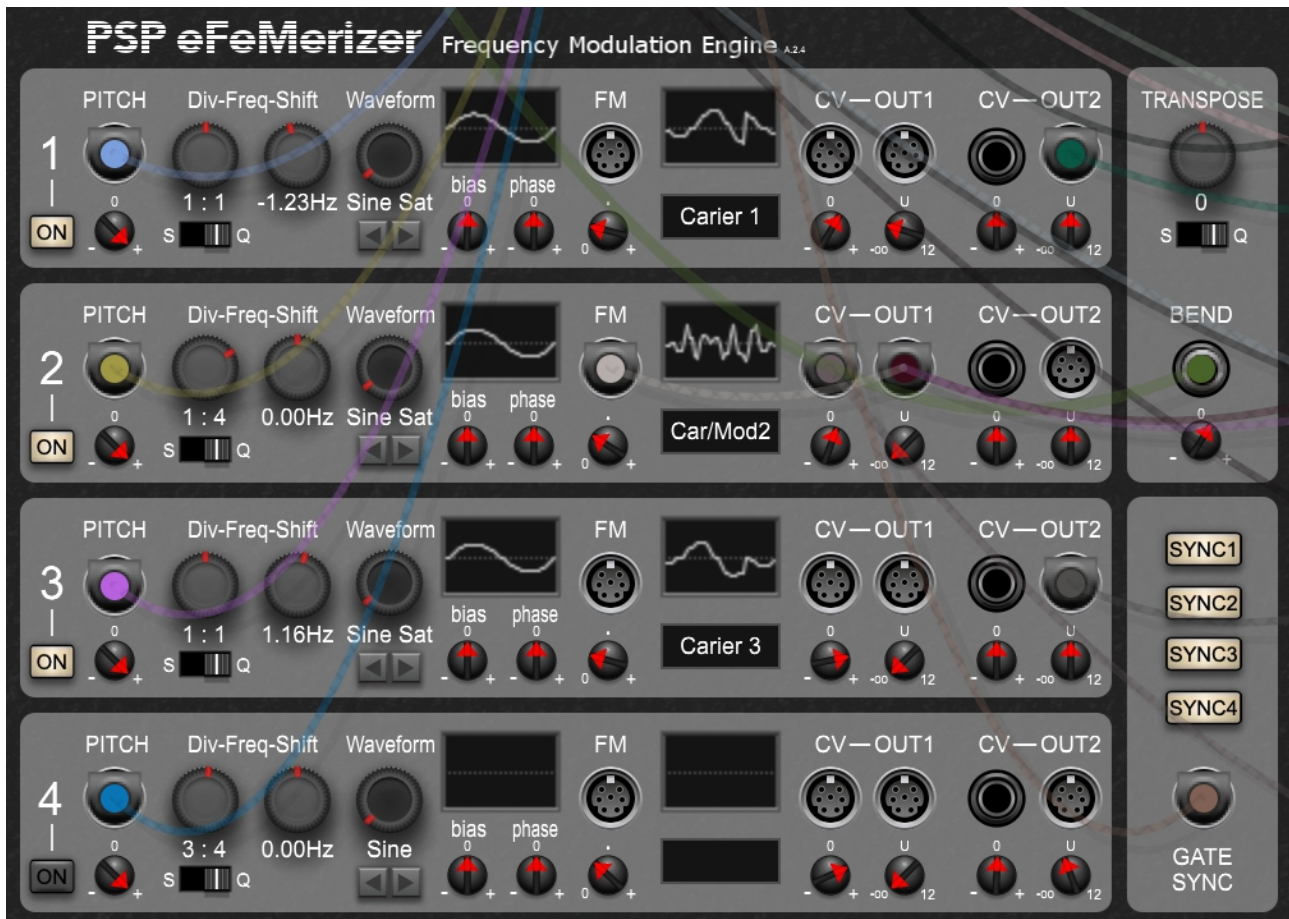 PSP eFeMerizer Frequency Modulation Engine A.2.4
PITCH Div-Freq-Shift Waveform FM CV—OUT1 CV—OUT2 TRANSPOSE
1
bias phase
0 1 : 1 -1.23Hz Sine Sat 0 0 . Carier 1 0 U 0 U 0
ON S Q S Q
- + - + - + 0 + - + -oo 12 - + -oo 12
PITCH Div-Freq-Shift Waveform FM CV—OUT1 CV—OUT2 BEND
2
bias phase
0 1 : 4 0.00Hz Sine Sat 0 0 . Car/Mod2 0 U 0 U 0
ON S Q
- + - + - + 0 + - + -oo 12 - + -oo 12 - +
PITCH Div-Freq-Shift Waveform FM CV—OUT1 CV—OUT2
SYNC1
3
SYNC2
bias phase
0 1 : 1 1.16Hz Sine Sat 0 0 . Carier 3 0 U 0 U
ON S Q SYNC3
- + - + - + 0 + - + -oo 12 - + -oo 12
SYNC4
PITCH Div-Freq-Shift Waveform FM CV—OUT1 CV—OUT2
4
bias phase
0 3 : 4 0.00Hz Sine 0 0 . 0 U 0 U
GATE
SYNC
ON S Q
- + - + - + 0 + - + -oo 12 - + -oo 12